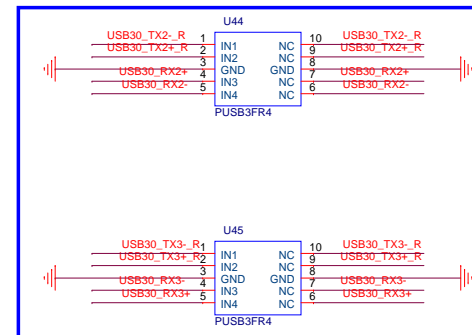 U44
USB30_TX2-_R 1 IN1 NC 10 USB30_TX2-_R
USB30_TX2+_R 2 IN2 NC 9 USB30_TX2+_R
3 GND GND 8
USB30_RX2+ 4 IN3 NC 7 USB30_RX2+
USB30_RX2- 5 IN4 NC 6 USB30_RX2-
PUSB3FR4
U45
USB30_TX3-_R 1 IN1 NC 10 USB30_TX3-_R
USB30_TX3+_R 2 IN2 NC 9 USB30_TX3+_R
3 GND GND 8
USB30_RX3- 4 IN3 NC 7 USB30_RX3-
USB30_RX3+ 5 IN4 NC 6 USB30_RX3+
PUSB3FR4